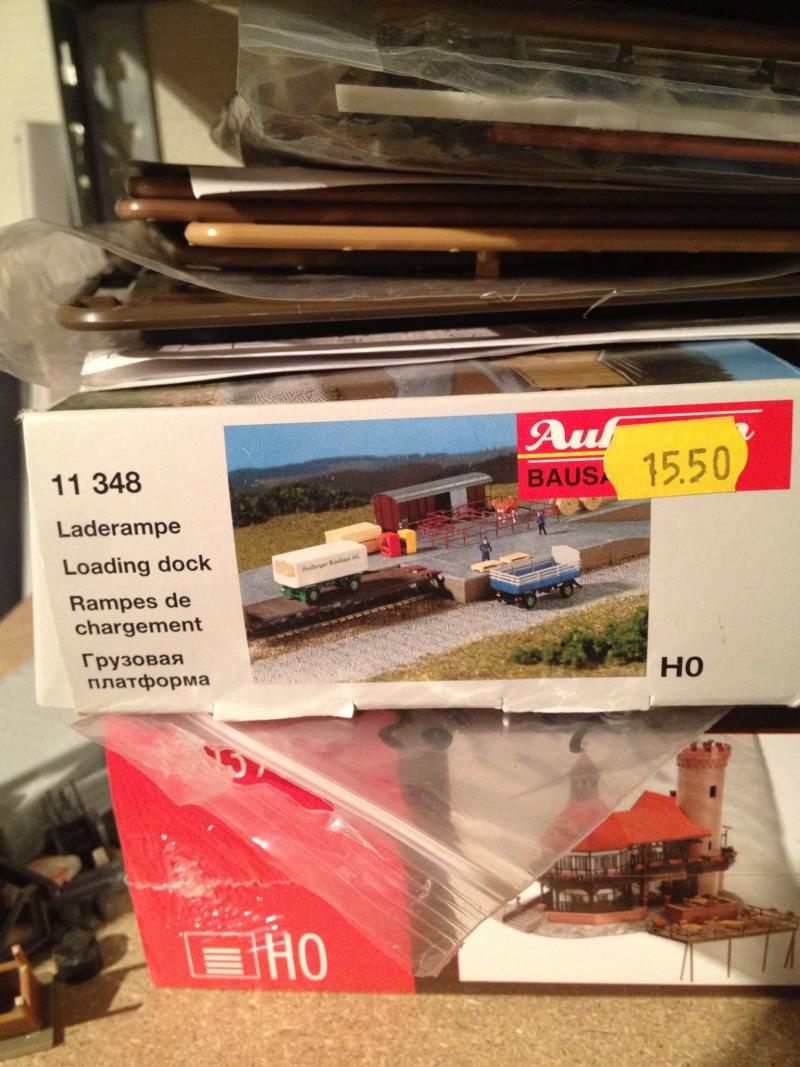 11 348
Laderampe
Loading dock
Rampes de
chargement
Грузовая
платформа
15.50
H0
H0